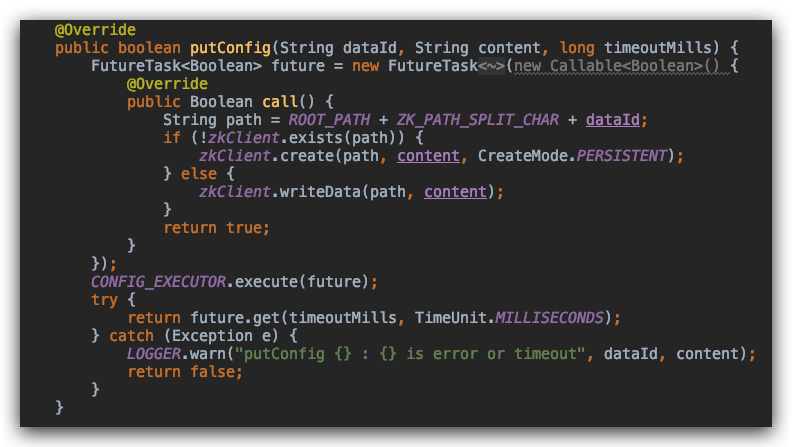 @Override
public boolean putConfig(String dataId, String content, long timeoutMills) {
    FutureTask<Boolean> future = new FutureTask<~>(new Callable<Boolean>() {
        @Override
        public Boolean call() {
            String path = ROOT_PATH + ZK_PATH_SPLIT_CHAR + dataId;
            if (!zkClient.exists(path)) {
                zkClient.create(path, content, CreateMode.PERSISTENT);
            } else {
                zkClient.writeData(path, content);
            }
            return true;
        }
    });
    CONFIG_EXECUTOR.execute(future);
    try {
        return future.get(timeoutMills, TimeUnit.MILLISECONDS);
    } catch (Exception e) {
        LOGGER.warn("putConfig {} : {} is error or timeout", dataId, content);
        return false;
    }
}